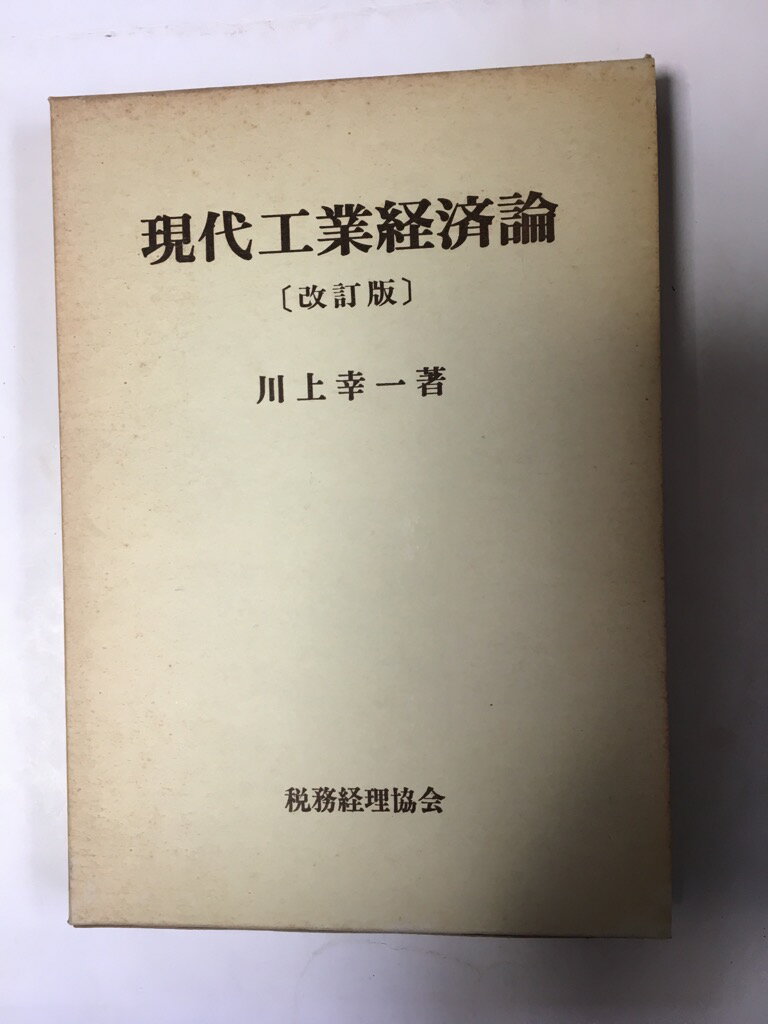 現代工業経済論
〔改訂版〕
川上幸一著
税務経理協会